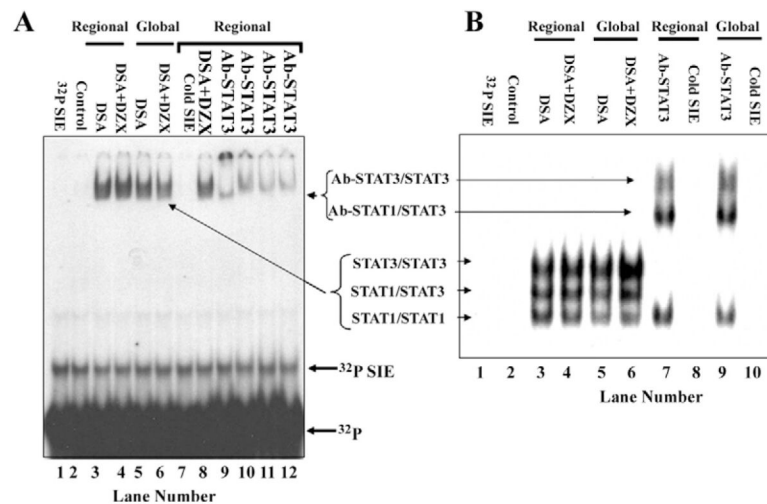 A
Regional Global Regional
32P SIE
Control
DSA
DSA+DZX
DSA
DSA+DZX
Cold SIE
DSA+DZX
Ab-STAT3
Ab-STAT3
Ab-STAT3
Ab-STAT3
Ab-STAT3/STAT3
Ab-STAT1/STAT3
STAT3/STAT3
STAT1/STAT3
STAT1/STAT1
32P SIE
32P
1 2 3 4 5 6 7 8 9 10 11 12
Lane Number
B
Regional Global Regional Global
32P SIE
Control
DSA
DSA+DZX
DSA
DSA+DZX
Ab-STAT3
Cold SIE
Ab-STAT3
Cold SIE
1 2 3 4 5 6 7 8 9 10
Lane Number